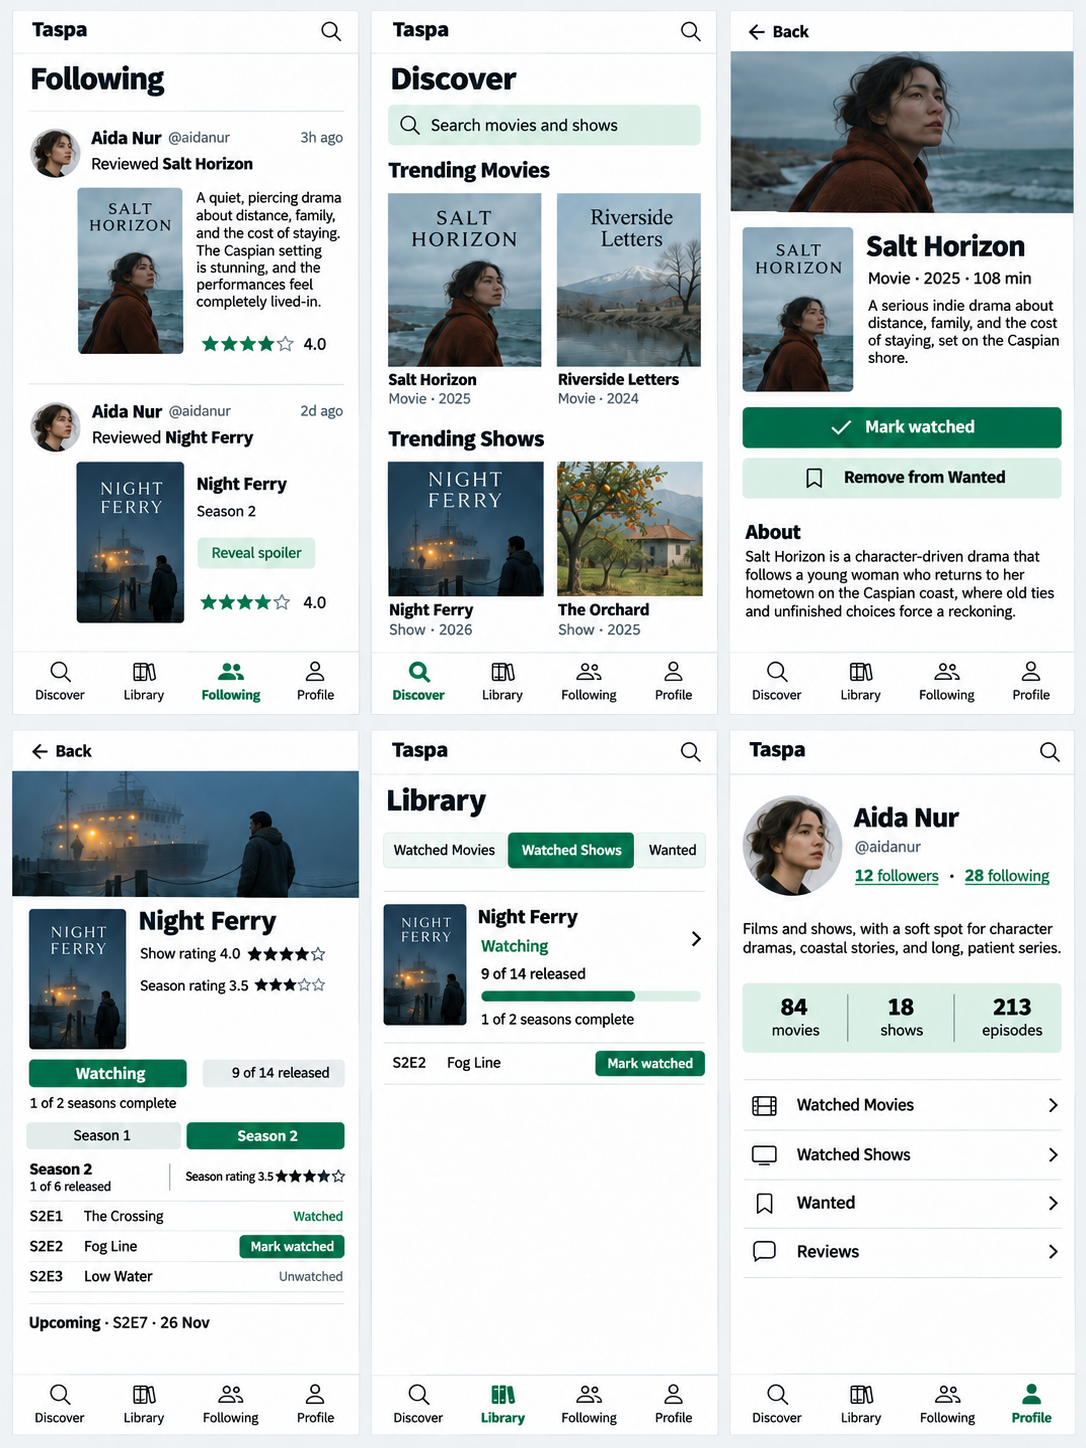 Taspa
Following
Aida Nur @aidanur 3h ago
Reviewed Salt Horizon
SALT
HORIZON
A quiet, piercing drama
about distance, family,
and the cost of staying.
The Caspian setting
is stunning, and the
performances feel
completely lived-in.
4.0
Aida Nur @aidanur 2d ago
Reviewed Night Ferry
NIGHT
FERRY
Night Ferry
Season 2
Reveal spoiler
4.0
Discover Library Following Profile
Taspa
Discover
Search movies and shows
Trending Movies
SALT
HORIZON
Riverside
Letters
Salt Horizon Riverside Letters
Movie · 2025 Movie · 2024
Trending Shows
NIGHT
FERRY
Night Ferry The Orchard
Show · 2026 Show · 2025
Discover Library Following Profile
Back
SALT
HORIZON
Salt Horizon
Movie · 2025 · 108 min
A serious indie drama about
distance, family, and the cost
of staying, set on the Caspian
shore.
Mark watched
Remove from Wanted
About
Salt Horizon is a character-driven drama that
follows a young woman who returns to her
hometown on the Caspian coast, where old ties
and unfinished choices force a reckoning.
Discover Library Following Profile
Back
NIGHT
FERRY
Night Ferry
Show rating 4.0
Season rating 3.5
Watching 9 of 14 released
1 of 2 seasons complete
Season 1 Season 2
Season 2
1 of 6 released
Season rating 3.5
S2E1 The Crossing Watched
S2E2 Fog Line Mark watched
S2E3 Low Water Unwatched
Upcoming · S2E7 · 26 Nov
Discover Library Following Profile
Taspa
Library
Watched Movies Watched Shows Wanted
NIGHT
FERRY
Night Ferry
Watching
9 of 14 released
1 of 2 seasons complete
S2E2 Fog Line Mark watched
Discover Library Following Profile
Taspa
Aida Nur
@aidanur
12 followers • 28 following
Films and shows, with a soft spot for character
dramas, coastal stories, and long, patient series.
84 18 213
movies shows episodes
Watched Movies
Watched Shows
Wanted
Reviews
Discover Library Following Profile